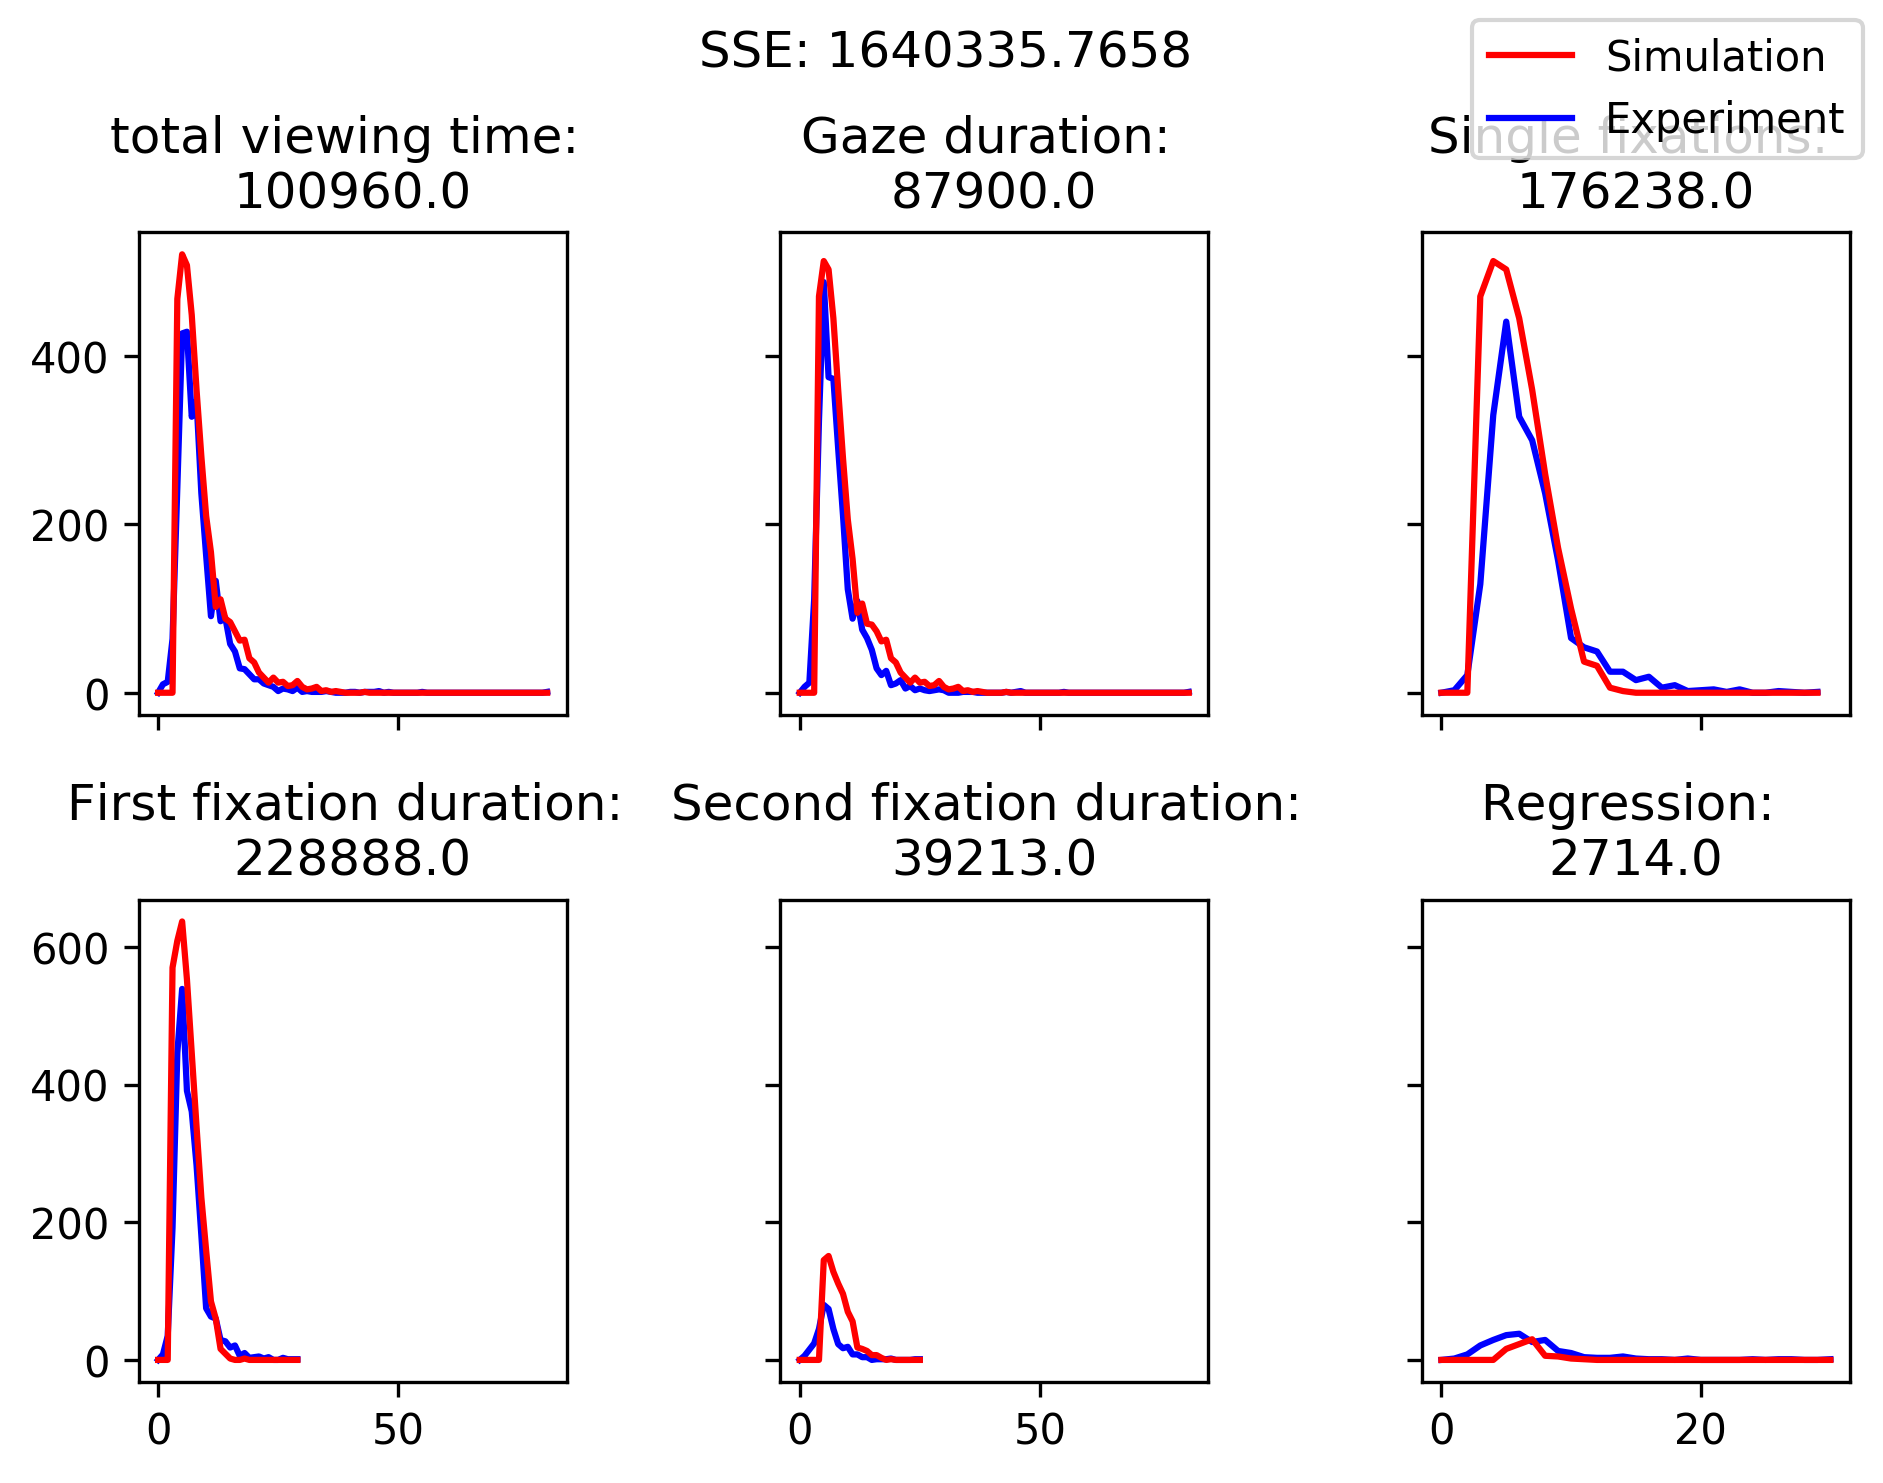 SSE: 1640335.7658
Simulation
Experiment
total viewing time:
100960.0
Gaze duration:
87900.0
Single fixations:
176238.0
400
200
0
First fixation duration:
228888.0
Second fixation duration:
39213.0
Regression:
2714.0
600
400
200
0
0 50
0 50
0 20